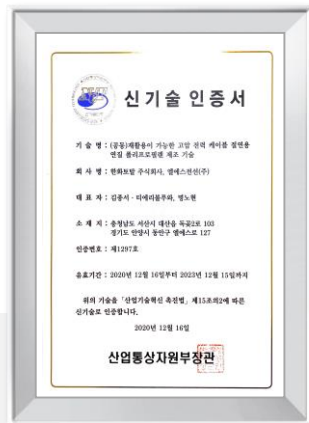 신기술 인증서
기 술 명 : (공동)재활용이 가능한 고압 전력 케이블 절연용
연질 폴리프로필렌 제조 기술
회 사 명 : 한화토탈 주식회사, 엘에스전선(주)
대 표 자 : 김종서·티에리불푸와, 명노현
소 재 지 : 충청남도 서산시 대산읍 독곶2로 103
경기도 안양시 동안구 엘에스로 127
인증번호 : 제1297호
유효기간 : 2020년 12월 16일부터 2023년 12월 15일까지
위의 기술을 「산업기술혁신 촉진법」 제15조의2에 따른
신기술로 인증합니다.
2020년 12월 16일
산업통상자원부장관